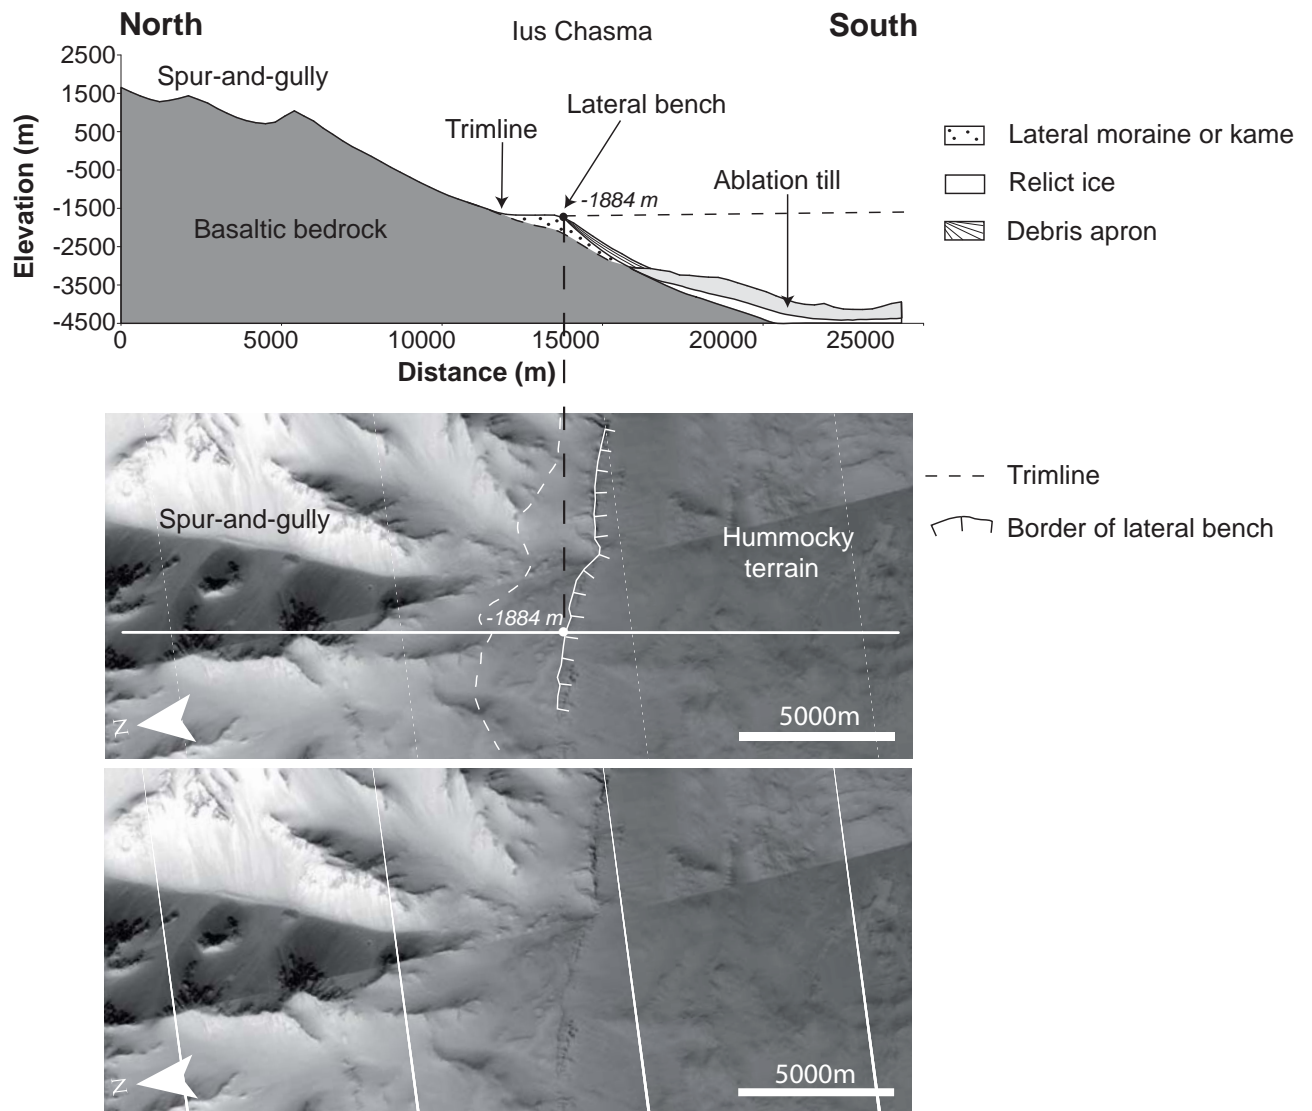 North
Ius Chasma
South
2500
1500
500
-500
-1500
-2500
-3500
-4500
Elevation (m)
Spur-and-gully
Trimline
Lateral bench
-1884 m
Ablation till
Basaltic bedrock
0
5000
10000
15000
20000
25000
Distance (m)
Lateral moraine or kame
Relict ice
Debris apron
Spur-and-gully
Hummocky
terrain
-1884 m
N
5000m
Trimline
Border of lateral bench
N
5000m